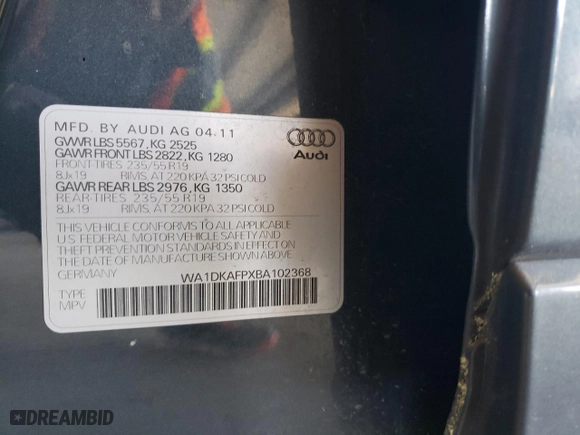 MFD. BY AUDI AG 04.11
GVWR LBS 5567, KG 2525
GAWR FRONT LBS 2822, KG 1280
FRONT-TIRES 235/55 R19
8Jx19 RIMS, AT 220 KPA 32 PSI COLD
GAWR REAR LBS 2976, KG 1350
REAR-TIRES 235/55 R19
8Jx19 RIMS, AT 220 KPA 32 PSI COLD
Audi
THIS VEHICLE CONFORMS TO ALL APPLICABLE
U.S FEDERAL MOTOR VEHICLE SAFETY AND
THEFT PREVENTION STANDARDS IN EFFECT ON
THE DATE OF MANUFACTURE SHOWN ABOVE
GERMANY WA1DKAFPXBA102368
TYPE
MPV
DREAMBID